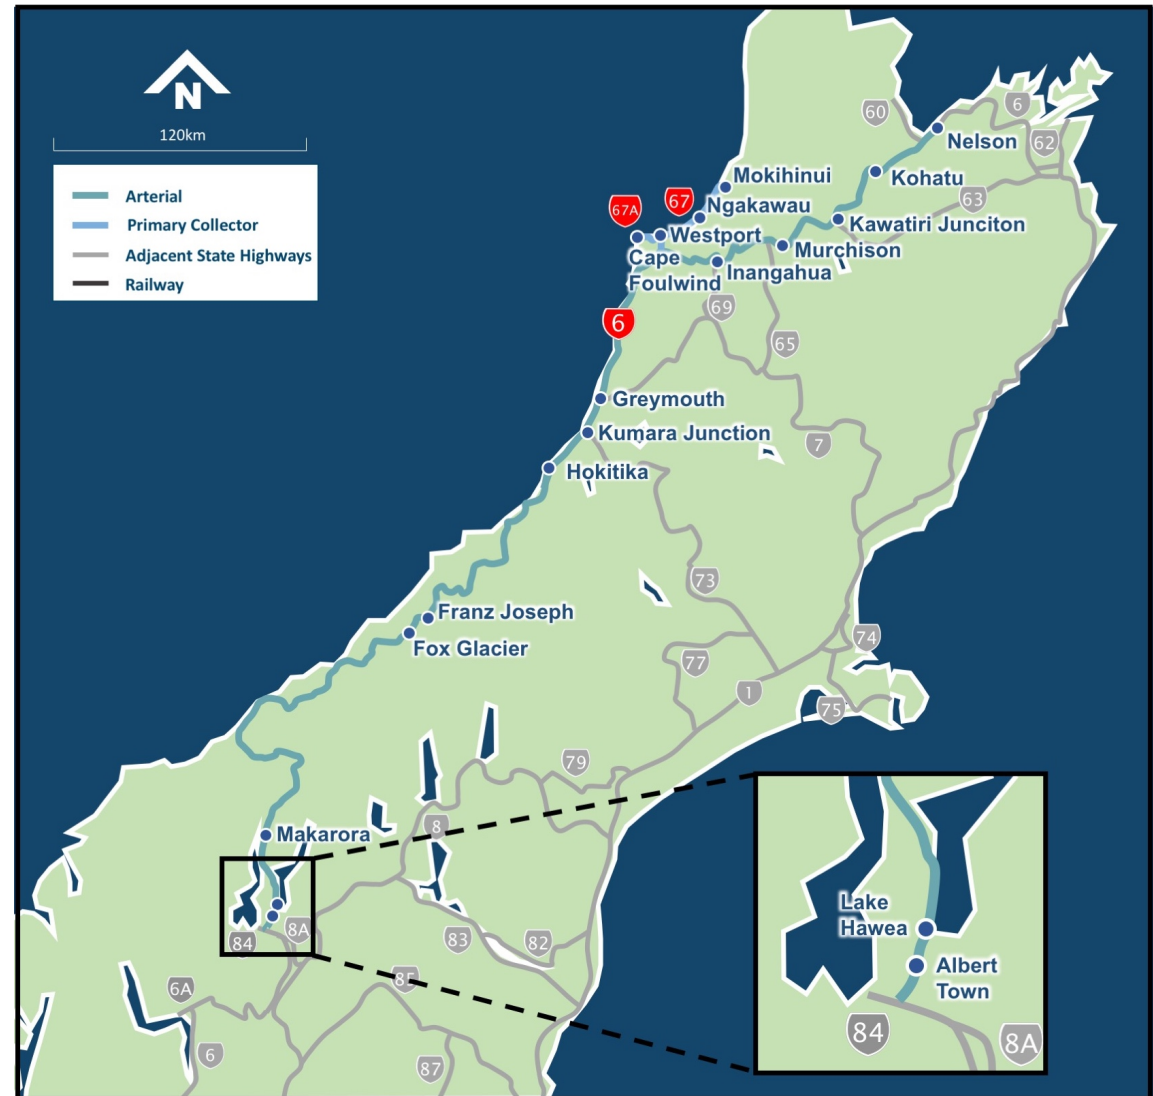 N
120km
Arterial
Primary Collector
Adjacent State Highways
Railway
60
6
Nelson
62
Mokihinui
Kohatu
67A
67
Ngakawau
63
Kawatiri Junciton
Westport
Murchison
Cape
Foulwind
Inangahua
69
6
65
Greymouth
Kumara Junction
7
Hokitika
73
Franz Joseph
74
Fox Glacier
77
1
75
79
8
Makarora
84
8A
83
82
85
6A
6
87
Lake
Hawea
Albert
Town
84
8A